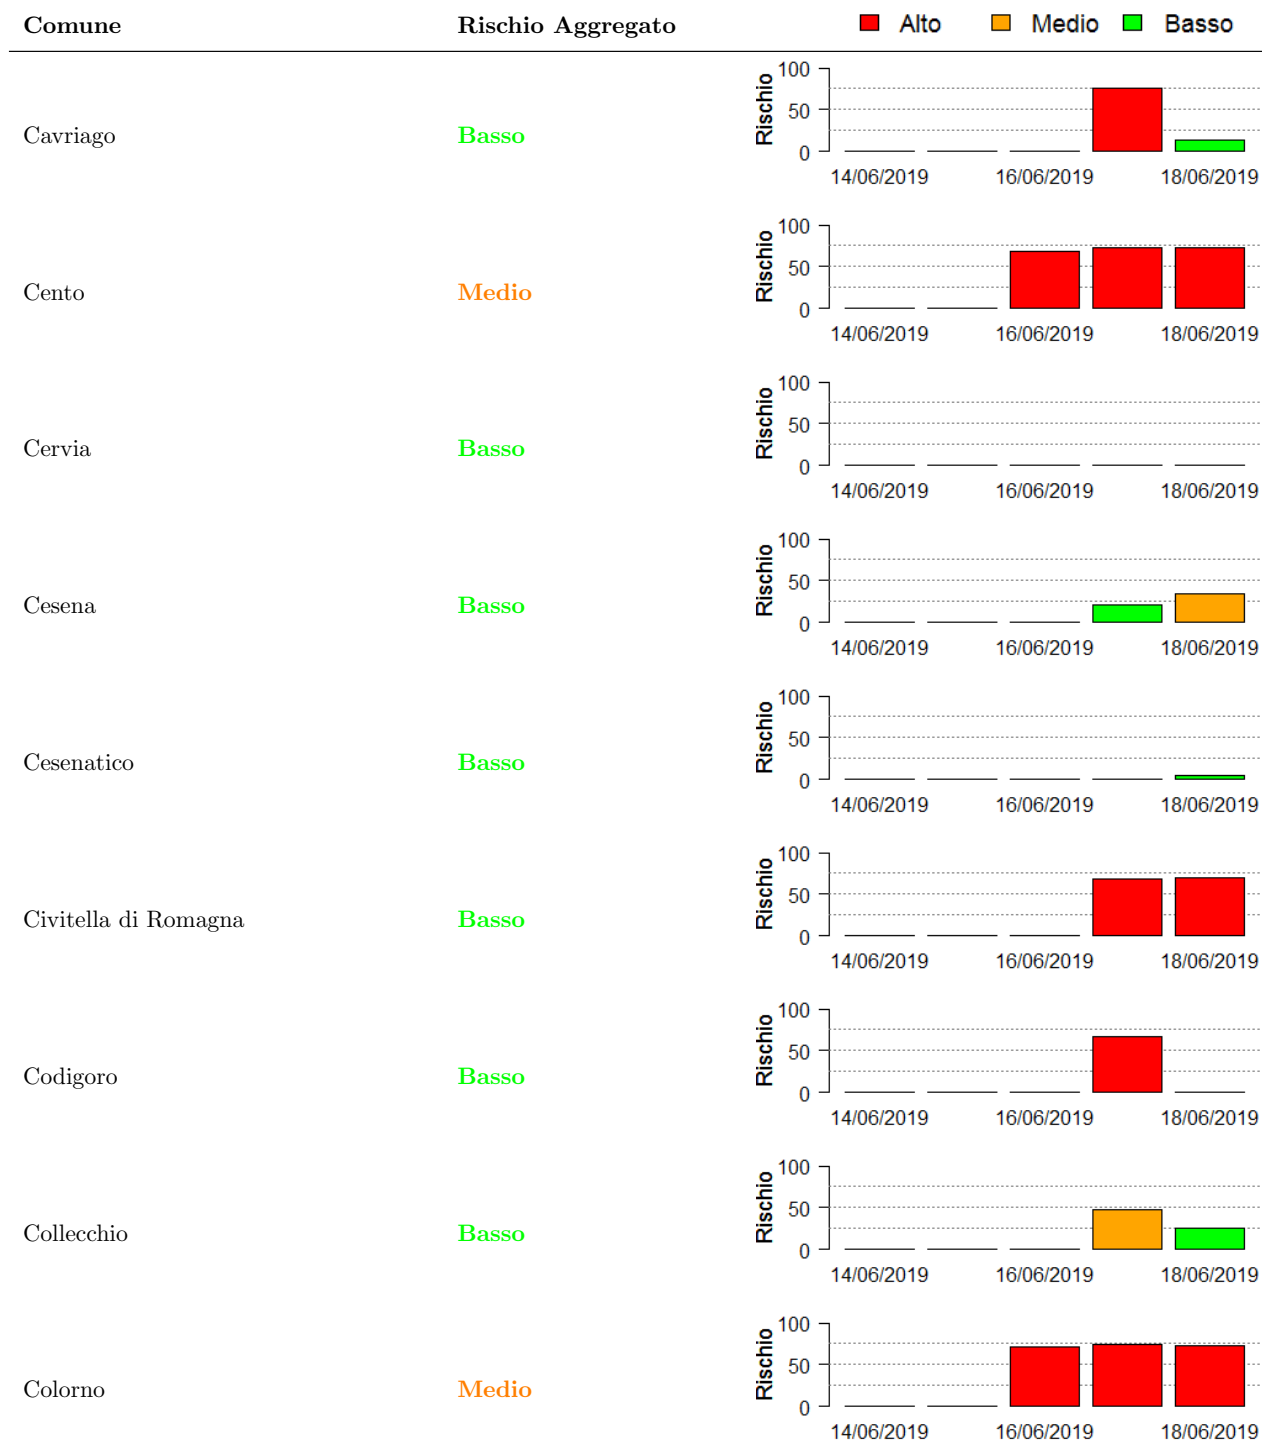 Comune Rischio Aggregato Alto Medio Basso
100
Rischio
Cavriago Basso 50
0
14/06/2019 16/06/2019 18/06/2019
100
Rischio
Cento Medio 50
0
14/06/2019 16/06/2019 18/06/2019
100
Rischio
Cervia Basso 50
0
14/06/2019 16/06/2019 18/06/2019
100
Rischio
Cesena Basso 50
0
14/06/2019 16/06/2019 18/06/2019
100
Rischio
Cesenatico Basso 50
0
14/06/2019 16/06/2019 18/06/2019
100
Rischio
Civitella di Romagna Basso 50
0
14/06/2019 16/06/2019 18/06/2019
100
Rischio
Codigoro Basso 50
0
14/06/2019 16/06/2019 18/06/2019
100
Rischio
Collecchio Basso 50
0
14/06/2019 16/06/2019 18/06/2019
100
Rischio
Colorno Medio 50
0
14/06/2019 16/06/2019 18/06/2019